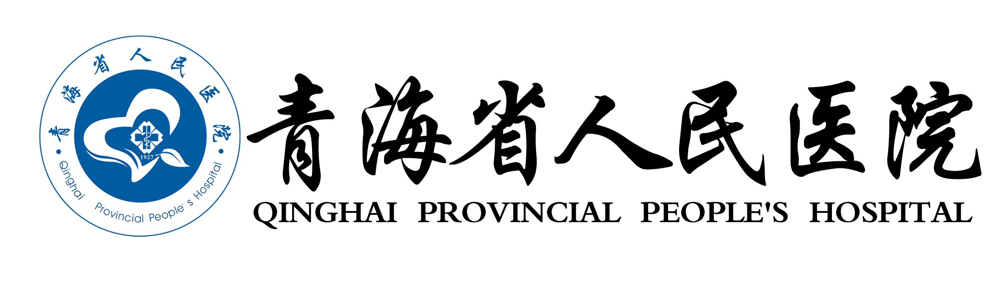 青海省人民医院
1927
Qinghai Provincial People's Hospital
青海省人民医院
QINGHAI PROVINCIAL PEOPLE'S HOSPITAL